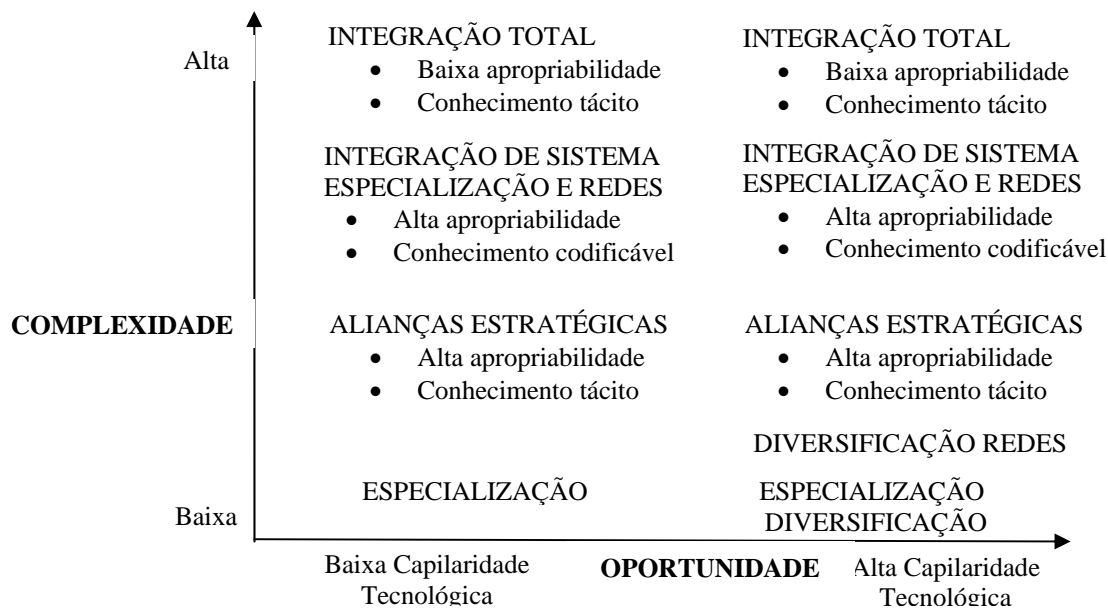 Alta
INTEGRAÇÃO TOTAL
• Baixa apropriabilidade
• Conhecimento tácito
INTEGRAÇÃO TOTAL
• Baixa apropriabilidade
• Conhecimento tácito
INTEGRAÇÃO DE SISTEMA
ESPECIALIZAÇÃO E REDES
• Alta apropriabilidade
• Conhecimento codificável
INTEGRAÇÃO DE SISTEMA
ESPECIALIZAÇÃO E REDES
• Alta apropriabilidade
• Conhecimento codificável
COMPLEXIDADE
ALIANÇAS ESTRATÉGICAS
• Alta apropriabilidade
• Conhecimento tácito
ALIANÇAS ESTRATÉGICAS
• Alta apropriabilidade
• Conhecimento tácito
DIVERSIFICAÇÃO REDES
Baixa
ESPECIALIZAÇÃO
ESPECIALIZAÇÃO
DIVERSIFICAÇÃO
Baixa Capilaridade
Tecnológica
OPORTUNIDADE
Alta Capilaridade
Tecnológica